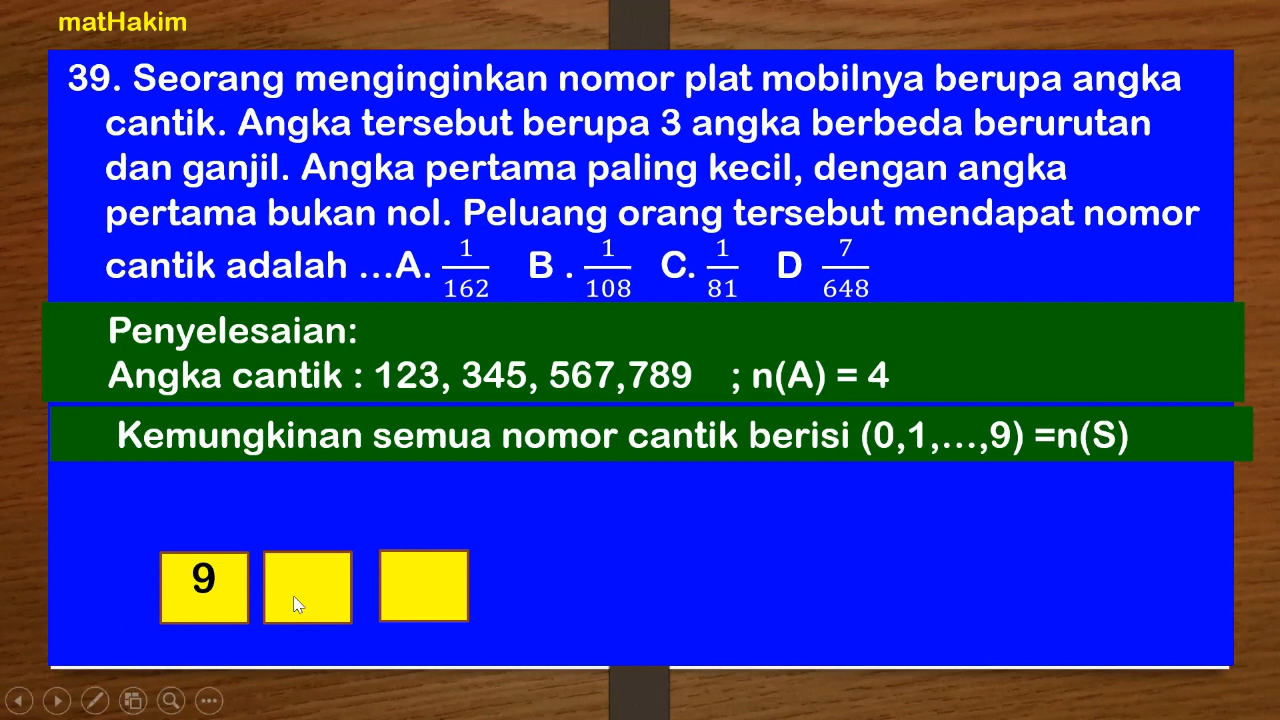 matHakim
39. Seorang menginginkan nomor plat mobilnya berupa angka
cantik. Angka tersebut berupa 3 angka berbeda berurutan
dan ganjil. Angka pertama paling kecil, dengan angka
pertama bukan nol. Peluang orang tersebut mendapat nomor
cantik adalah ...A. 1/162 B . 1/108 C. 1/81 D 7/648
Penyelesaian:
Angka cantik : 123, 345, 567,789 ; n(A) = 4
Kemungkinan semua nomor cantik berisi (0,1,...,9) =n(S)
9